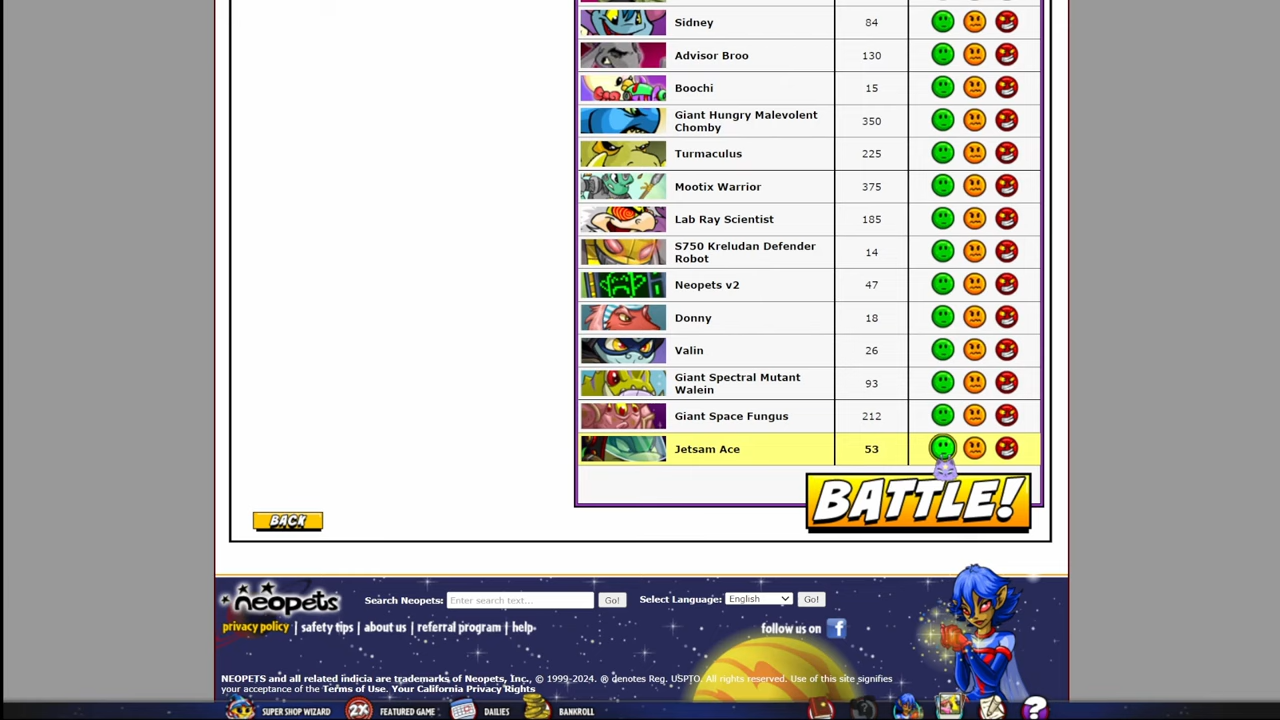 Sidney 84
Advisor Broo 130
Boochi 15
Giant Hungry Malevolent
Chomby 350
Turmaculus 225
Mootix Warrior 375
Lab Ray Scientist 185
S750 Kreludan Defender
Robot 14
Neopets v2 47
Donny 18
Valin 26
Giant Spectral Mutant
Walein 93
Giant Space Fungus 212
Jetsam Ace 53
BATTLE!
BACK
neopets
Search Neopets: Enter search text... Go! Select Language: English Go!
privacy policy | safety tips | about us | referral program | help
follow us on f
NEOPETS and all related indicia are trademarks of Neopets, Inc., © 1999-2024. ® denotes Reg. USPTO. All rights reserved. Use of this site signifies
your acceptance of the Terms of Use. Your California Privacy Rights
SUPER SHOP WIZARD 2X FEATURED GAME DAILIES BANKROLL ?